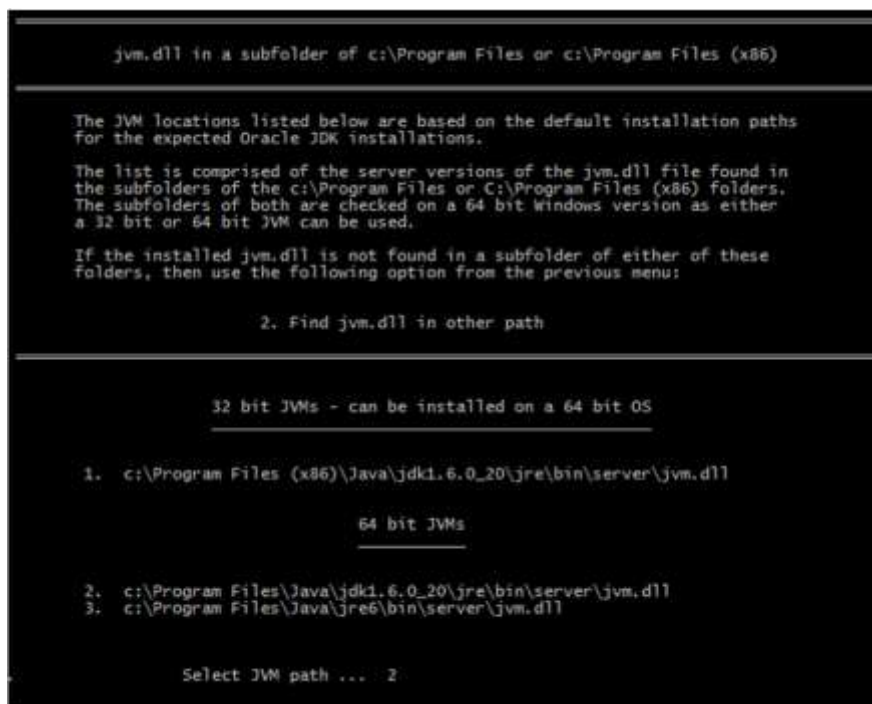 jvm.dll in a subfolder of c:\Program Files or c:\Program Files (x86)
The JVM locations listed below are based on the default installation paths
for the expected Oracle JDK installations.
The list is comprised of the server versions of the jvm.dll file found in
the subfolders of the c:\Program Files or C:\Program Files (x86) folders.
The subfolders of both are checked on a 64 bit Windows version as either
a 32 bit or 64 bit JVM can be used.
If the installed jvm.dll is not found in a subfolder of either of these
folders, then use the following option from the previous menu:
2. Find jvm.dll in other path
32 bit JVMs - can be installed on a 64 bit OS
1. c:\Program Files (x86)\Java\jdk1.6.0_20\jre\bin\server\jvm.dll
64 bit JVMs
2. c:\Program Files\Java\jdk1.6.0_20\jre\bin\server\jvm.dll
3. c:\Program Files\Java\jre6\bin\server\jvm.dll
Select JVM path ... 2